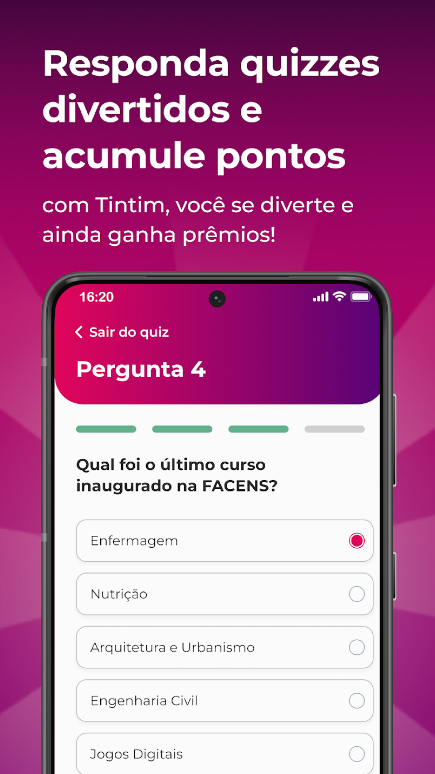 Responda quizzes
divertidos e
acumule pontos
com Tintim, você se diverte e
ainda ganha prêmios!
16:20
Sair do quiz
Pergunta 4
Qual foi o último curso
inaugurado na FACENS?
Enfermagem
Nutrição
Arquitetura e Urbanismo
Engenharia Civil
Jogos Digitais